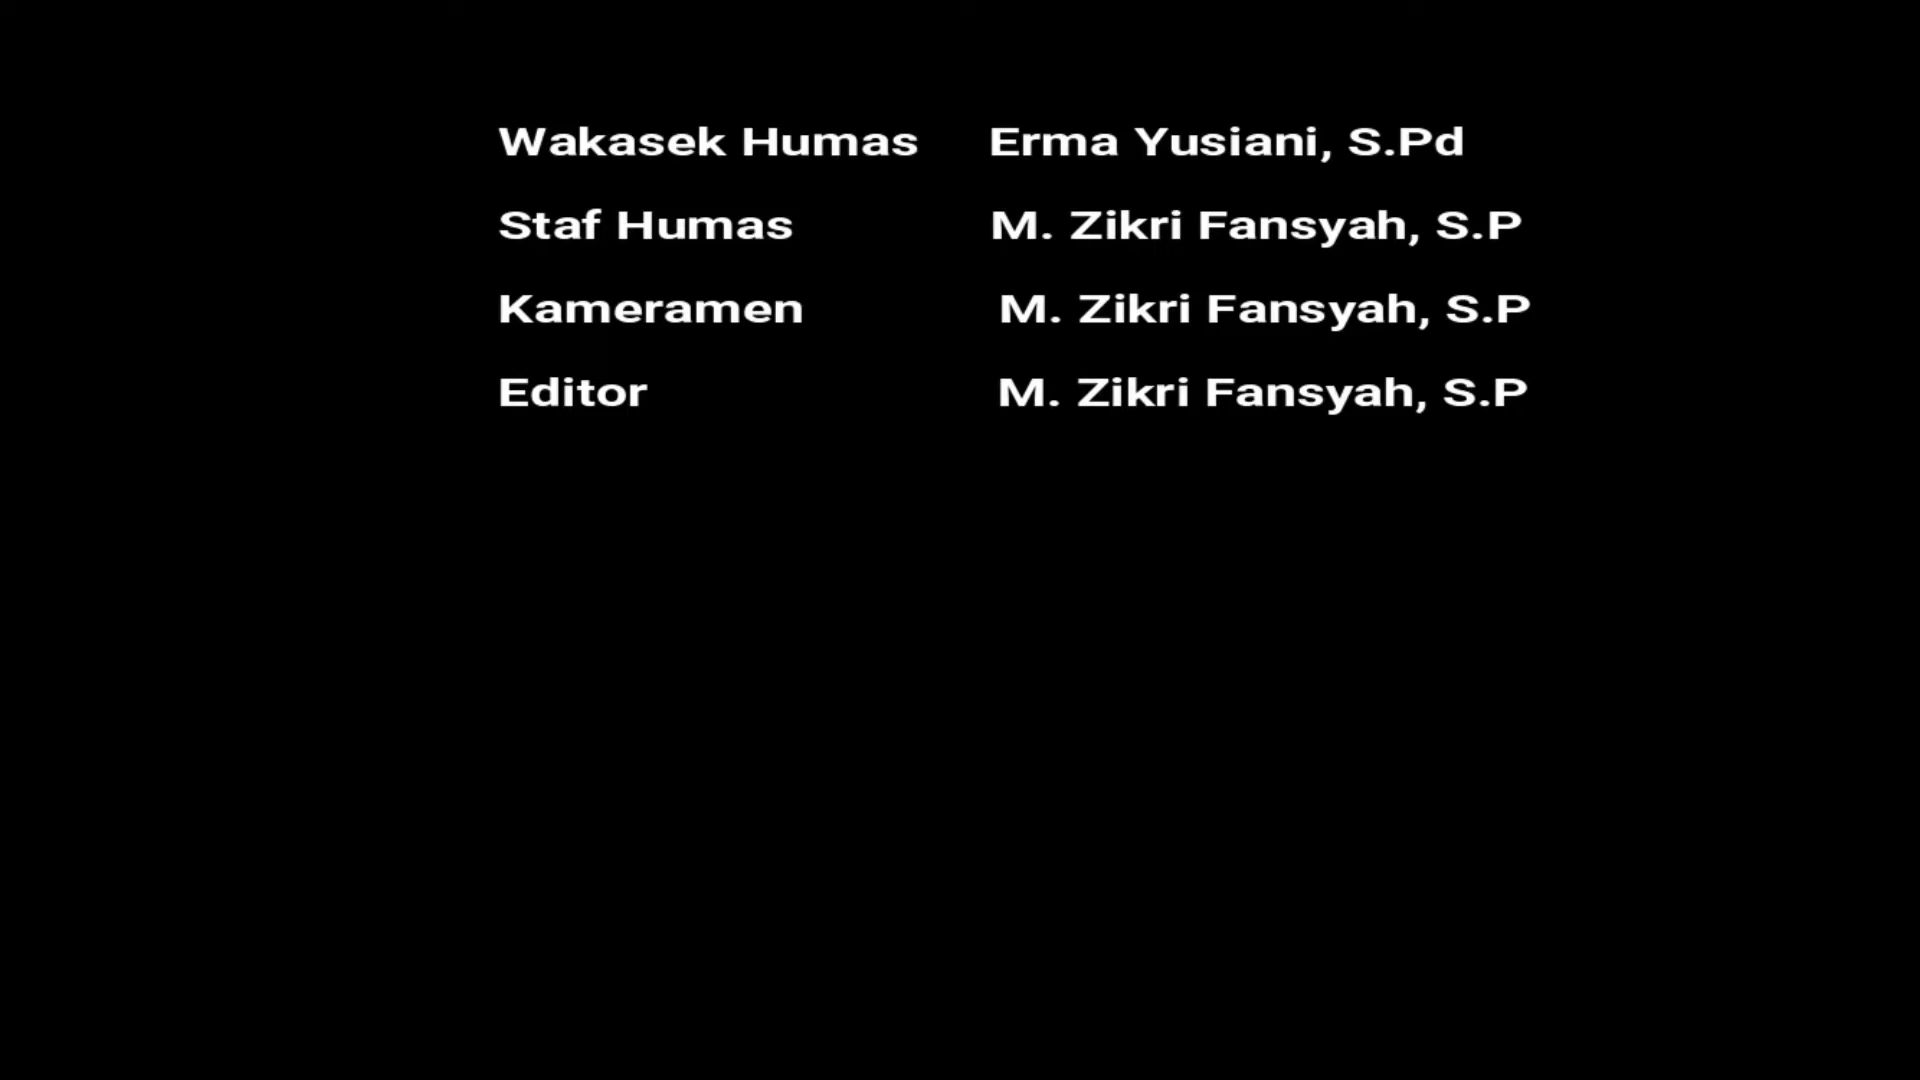 Wakasek Humas Erma Yusiani, S.Pd
Staf Humas M. Zikri Fansyah, S.P
Kameramen M. Zikri Fansyah, S.P
Editor M. Zikri Fansyah, S.P